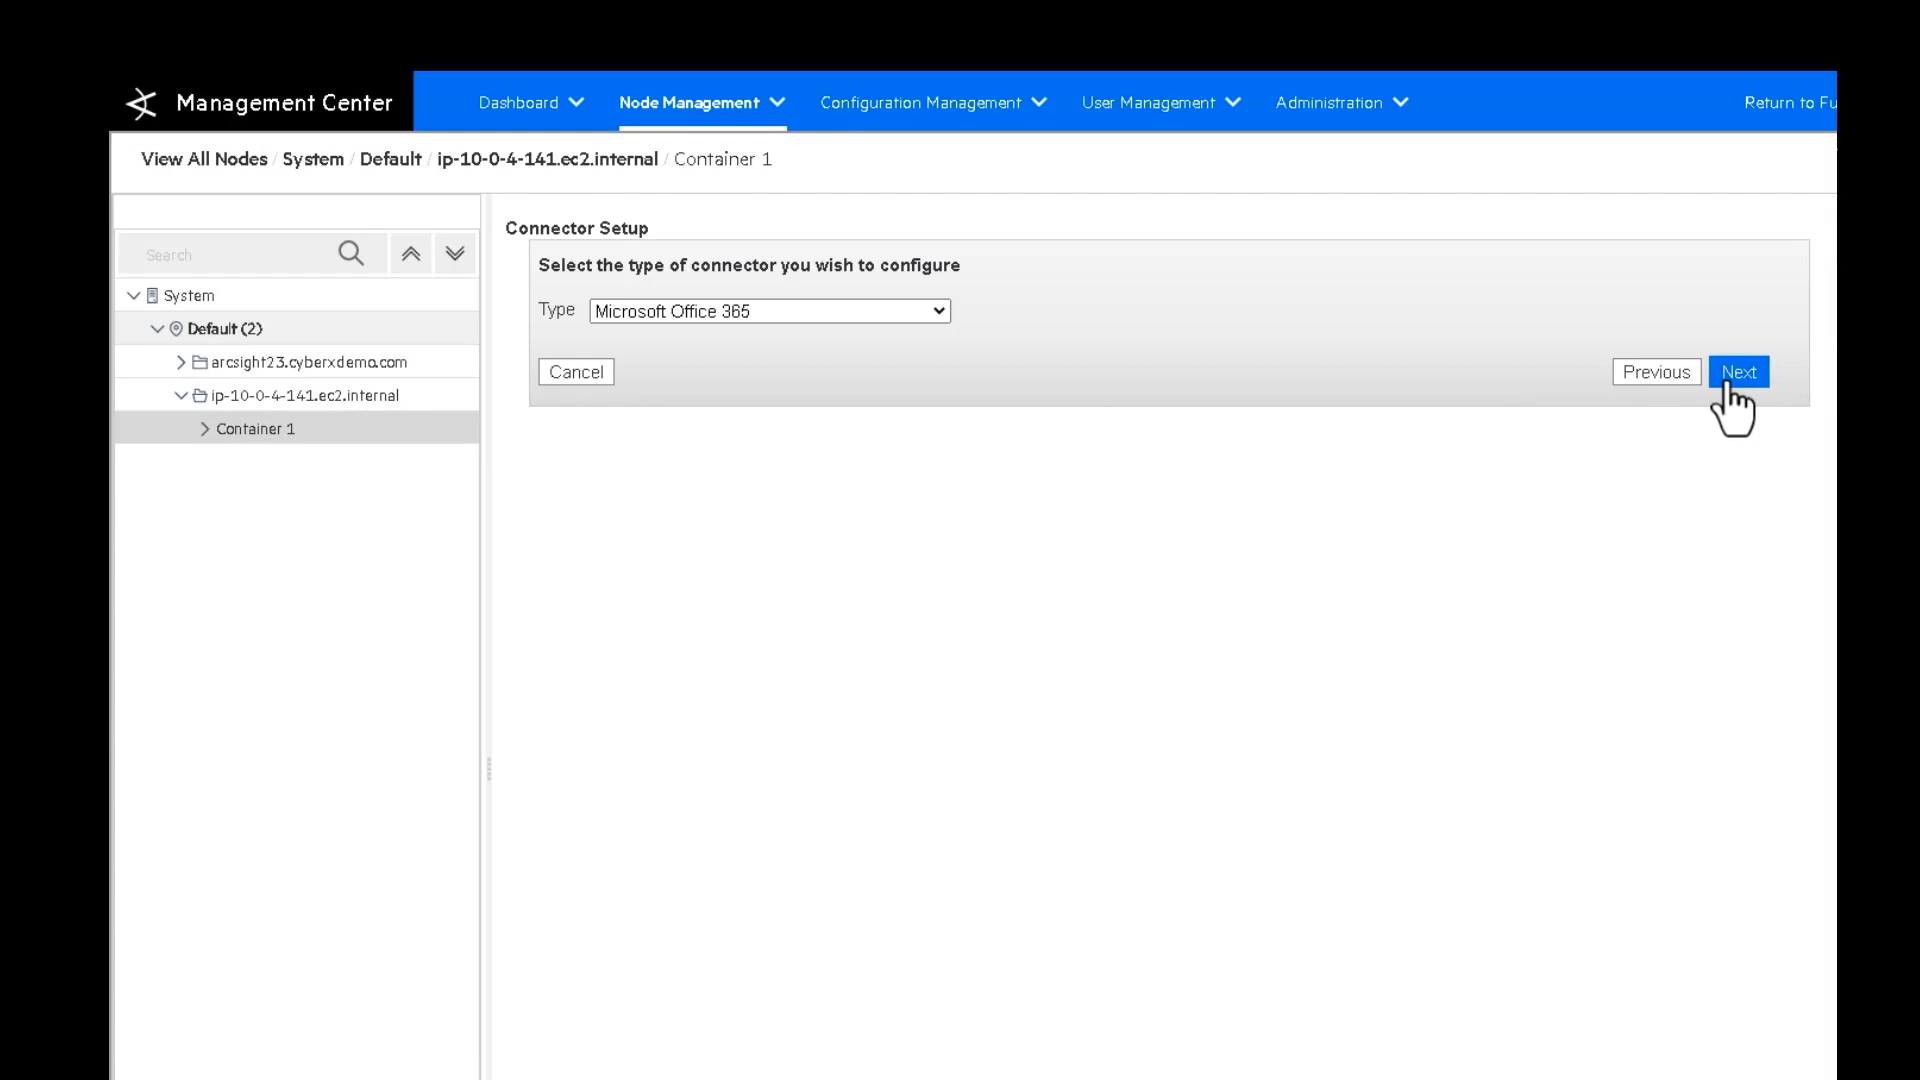 Management Center
Dashboard Node Management Configuration Management User Management Administration Return to Fu
View All Nodes / System / Default / ip-10-0-4-141.ec2.internal / Container 1
Search
System
Default (2)
arcsight23.cyberxdemo.com
ip-10-0-4-141.ec2.internal
Container 1
Connector Setup
Select the type of connector you wish to configure
Type Microsoft Office 365
Cancel Previous Next